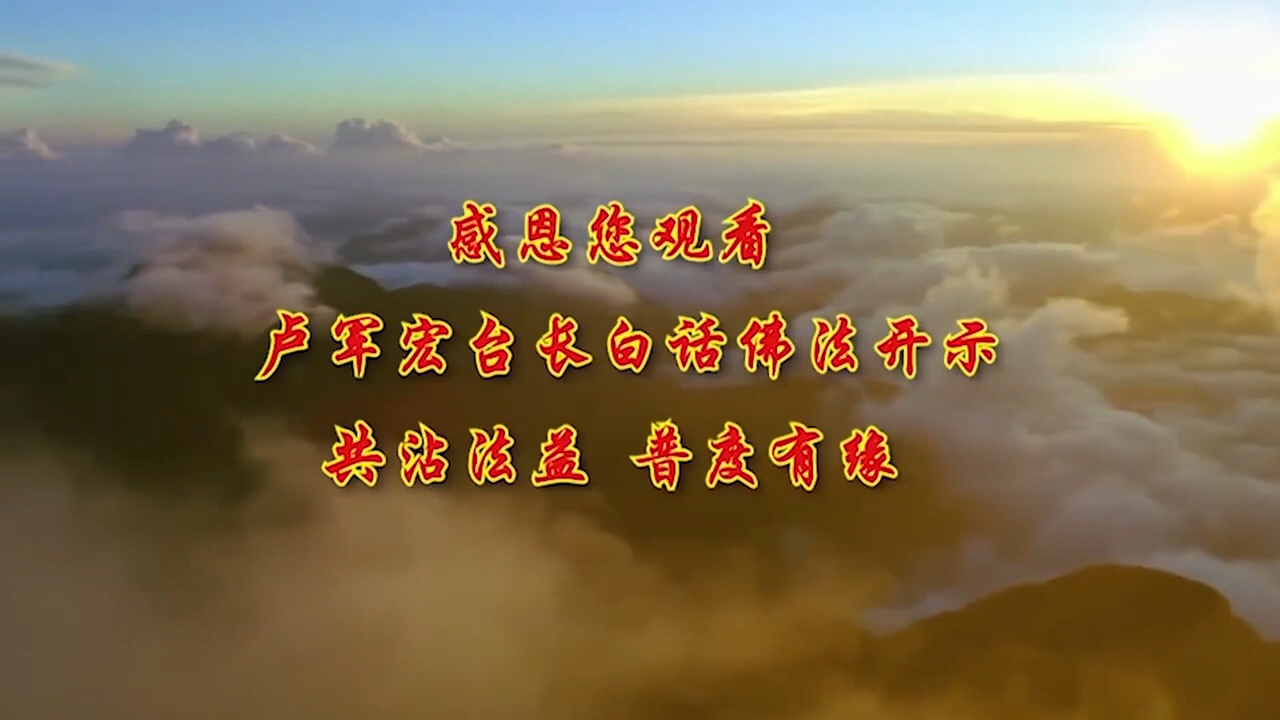 感恩您观看
卢军宏台长白话佛法开示
共沾法益 普度有缘